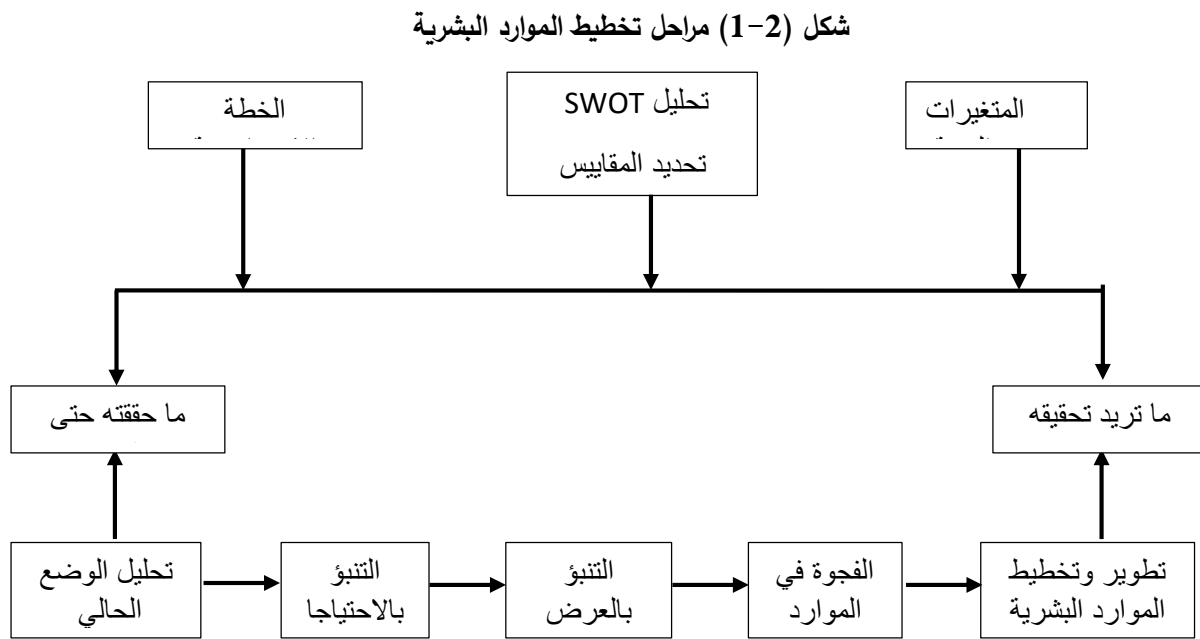 شكل (2-1) مراحل تخطيط الموارد البشرية
المتغيرات
تحليل SWOT
تحديد المقاييس
الخطة
ما تريد تحقيقه
ما حققته حتى
تحليل الوضع
الحالي
التنبؤ
بالاحتياجا
التنبؤ
بالعرض
الفجوة في
الموارد
تطوير وتخطيط
الموارد البشرية